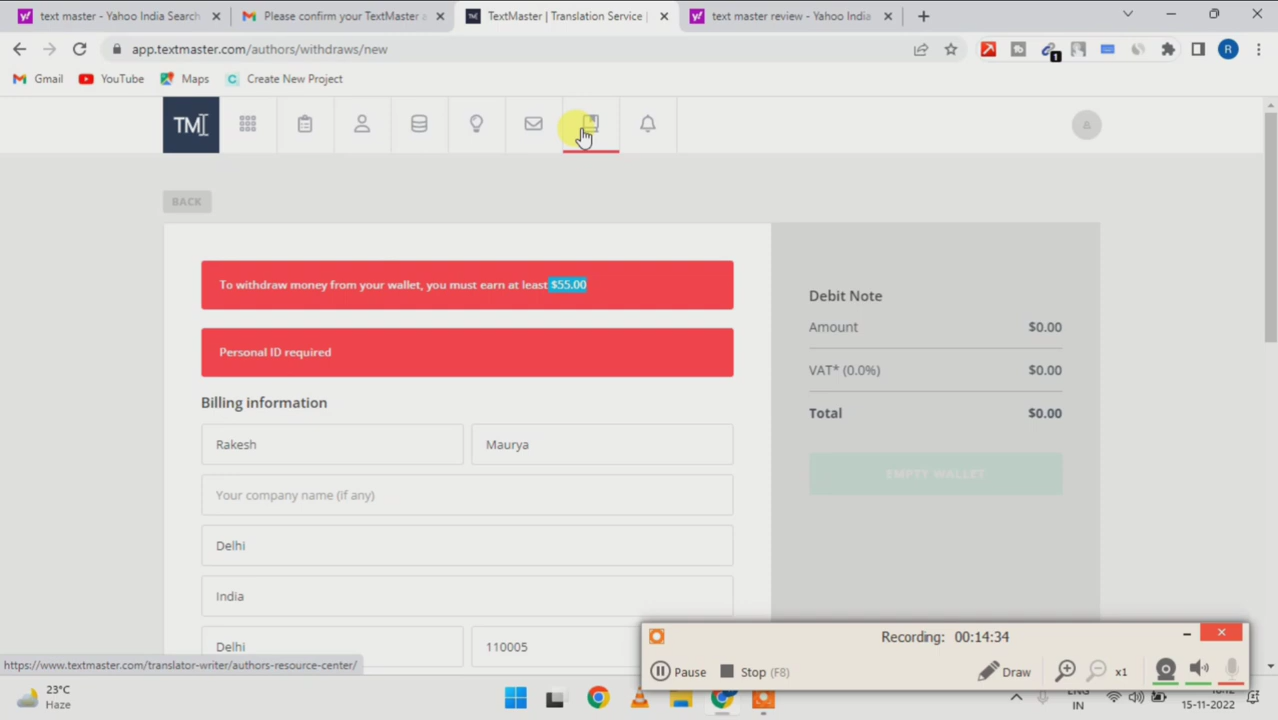 text master - Yahoo India Search
Please confirm your TextMaster a
TextMaster | Translation Service |
text master review - Yahoo India
app.textmaster.com/authors/withdraws/new
1
R
Gmail
YouTube
Maps
C Create New Project
TM
BACK
To withdraw money from your wallet, you must earn at least $55.00
Personal ID required
Billing information
Rakesh
Maurya
Your company name (if any)
Delhi
India
Delhi
110005
Debit Note
Amount $0.00
VAT* (0.0%) $0.00
Total $0.00
EMPTY WALLET
https://www.textmaster.com/translator-writer/authors-resource-center/
Recording: 00:14:34
Pause
Stop (F8)
Draw
x1
23°C
Haze
ENG
IN
15-11-2022